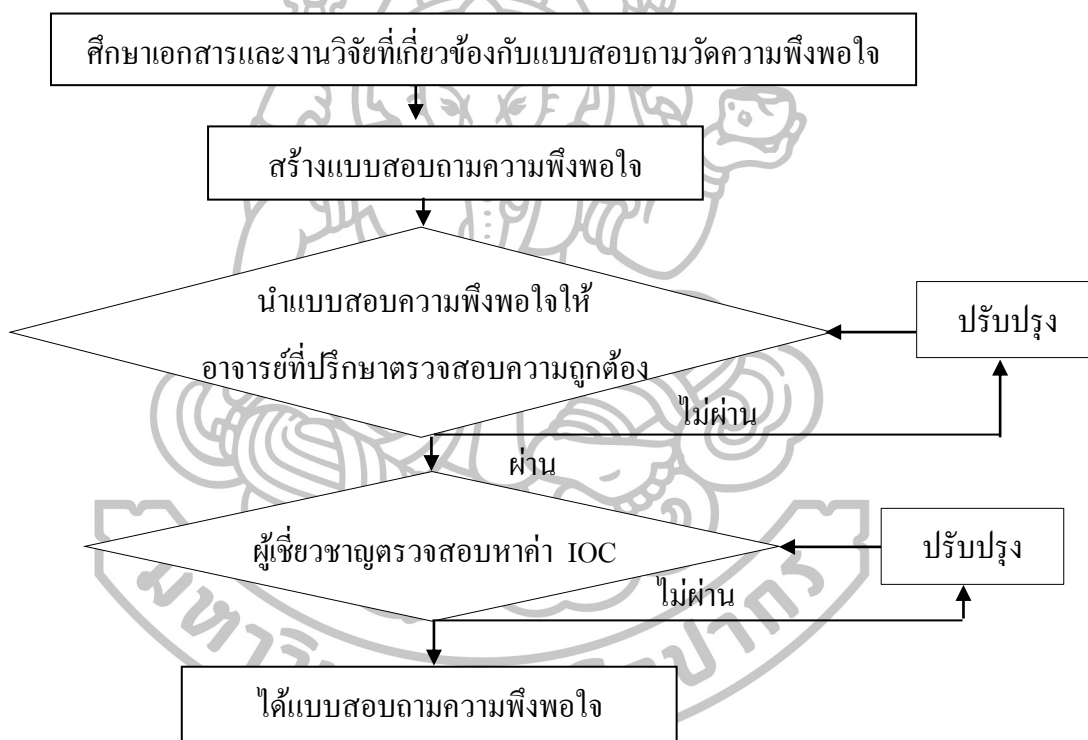 ศึกษาเอกสารและงานวิจัยที่เกี่ยวข้องกับแบบสอบถามวัดความพึงพอใจ
สร้างแบบสอบถามความพึงพอใจ
นำแบบสอบความพึงพอใจให้
อาจารย์ที่ปรึกษาตรวจสอบความถูกต้อง
ปรับปรุง
ไม่ผ่าน
ผ่าน
ผู้เชี่ยวชาญตรวจสอบหาค่า IOC
ปรับปรุง
ไม่ผ่าน
ได้แบบสอบถามความพึงพอใจ